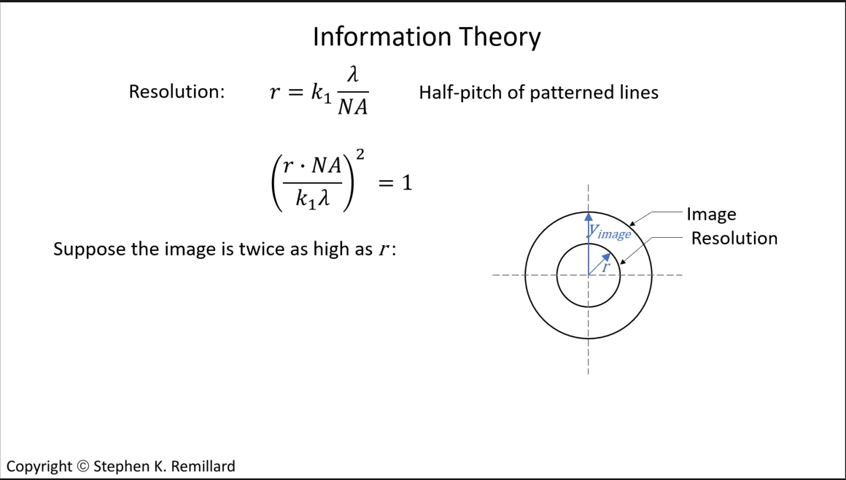 Information Theory
Resolution: r = k₁ λ/NA Half-pitch of patterned lines
(r · NA / k₁λ)² = 1
Suppose the image is twice as high as r:
Image
Resolution
y_image
r
Copyright © Stephen K. Remillard